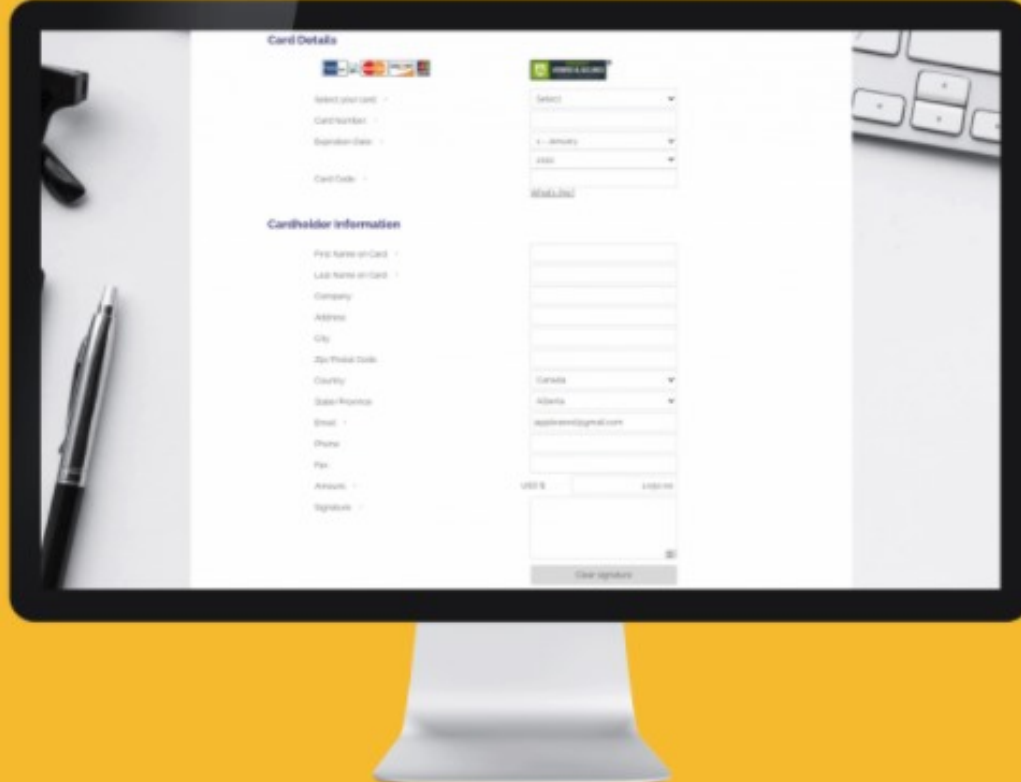 Card Details
Select your card
Select
Card Number
Expiration Date
1 - January
Card Code
What's this?
Cardholder Information
First Name on Card
Last Name on Card
Company
Address
City
Zip/Postal Code
Country
Canada
State/Province
Alberta
Email
Phone
Fax
Amount
USD $
Signature
Clear signature